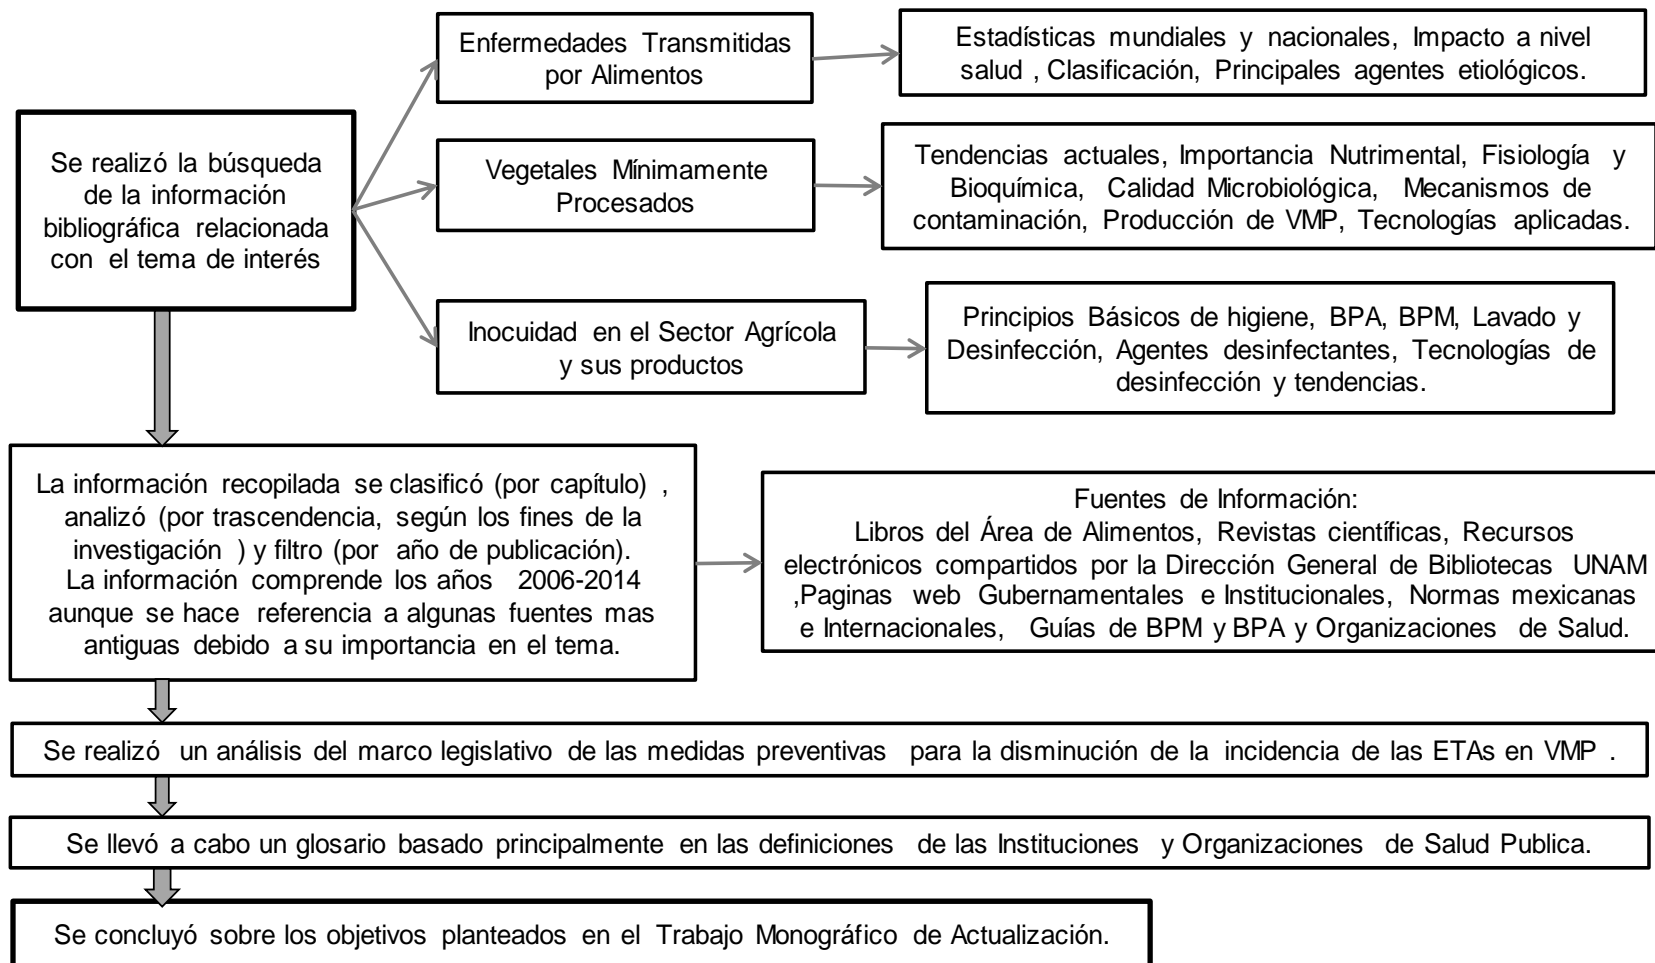 Se realizó la búsqueda
de la información
bibliográfica relacionada
con el tema de interés
Enfermedades Transmitidas
por Alimentos
Estadísticas mundiales y nacionales, Impacto a nivel
salud , Clasificación, Principales agentes etiológicos.
Vegetales Mínimamente
Procesados
Tendencias actuales, Importancia Nutrimental, Fisiología y
Bioquímica, Calidad Microbiológica, Mecanismos de
contaminación, Producción de VMP, Tecnologías aplicadas.
Inocuidad en el Sector Agrícola
y sus productos
Principios Básicos de higiene, BPA, BPM, Lavado y
Desinfección, Agentes desinfectantes, Tecnologías de
desinfección y tendencias.
La información recopilada se clasificó (por capítulo) ,
analizó (por trascendencia, según los fines de la
investigación ) y filtro (por año de publicación).
La información comprende los años 2006-2014
aunque se hace referencia a algunas fuentes mas
antiguas debido a su importancia en el tema.
Fuentes de Información:
Libros del Área de Alimentos, Revistas científicas, Recursos
electrónicos compartidos por la Dirección General de Bibliotecas UNAM
,Paginas web Gubernamentales e Institucionales, Normas mexicanas
e Internacionales, Guías de BPM y BPA y Organizaciones de Salud.
Se realizó un análisis del marco legislativo de las medidas preventivas para la disminución de la incidencia de las ETAs en VMP .
Se llevó a cabo un glosario basado principalmente en las definiciones de las Instituciones y Organizaciones de Salud Publica.
Se concluyó sobre los objetivos planteados en el Trabajo Monográfico de Actualización.